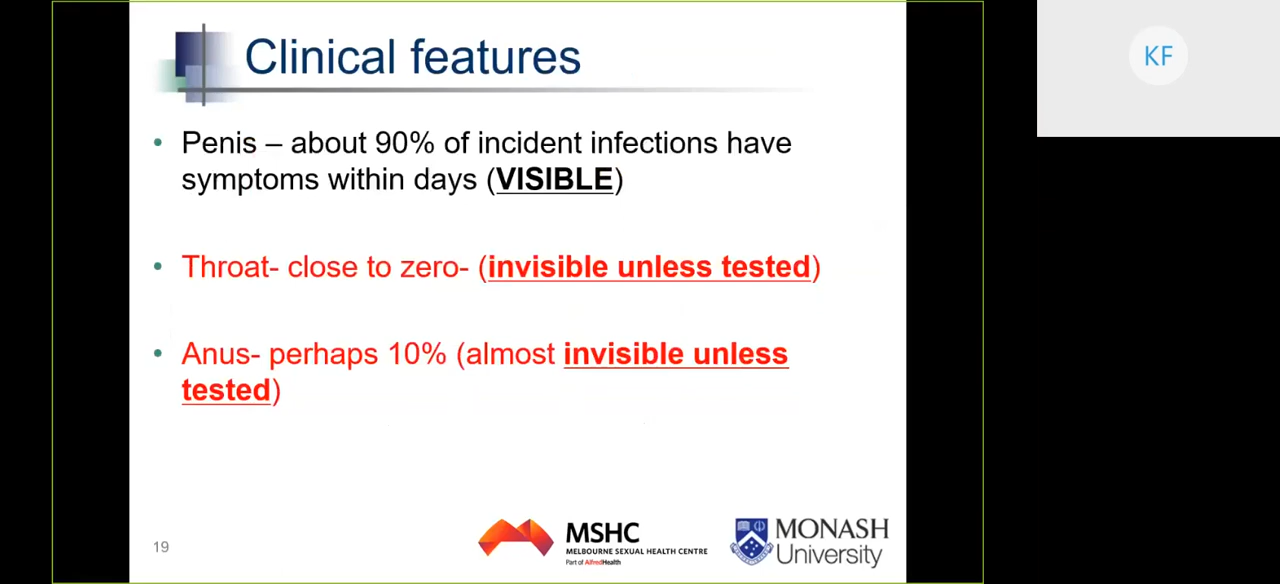 Clinical features
KF
• Penis – about 90% of incident infections have
symptoms within days (VISIBLE)
• Throat- close to zero- (invisible unless tested)
• Anus- perhaps 10% (almost invisible unless
tested)
19
MSHC
MELBOURNE SEXUAL HEALTH CENTRE
Part of AlfredHealth
MONASH
University